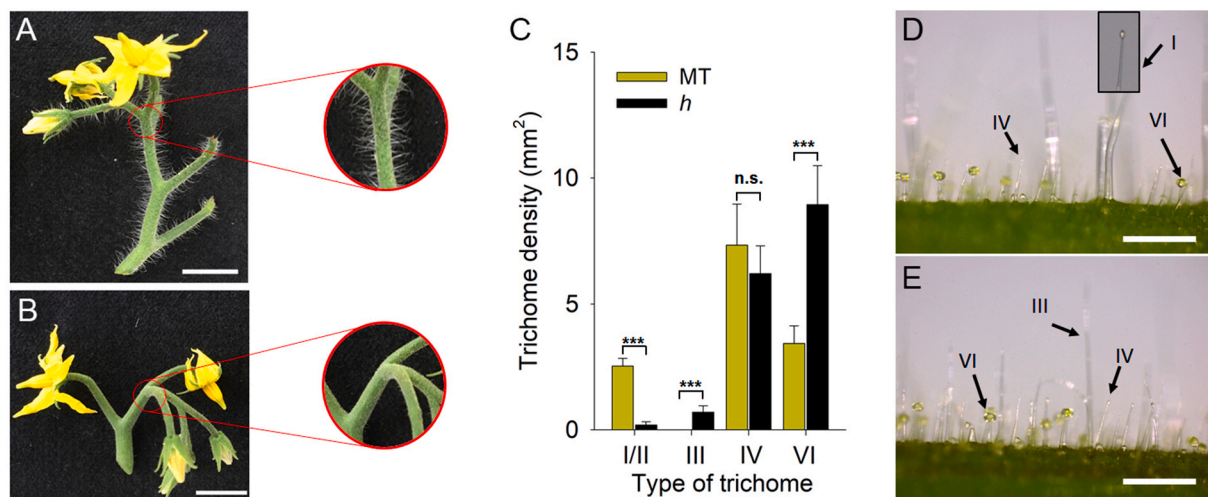 A
B
C
Trichome density (mm²)
15
10
5
0
MT
h
***
***
n.s.
***
I/II
III
IV
VI
Type of trichome
D
I
IV
VI
E
III
VI
IV